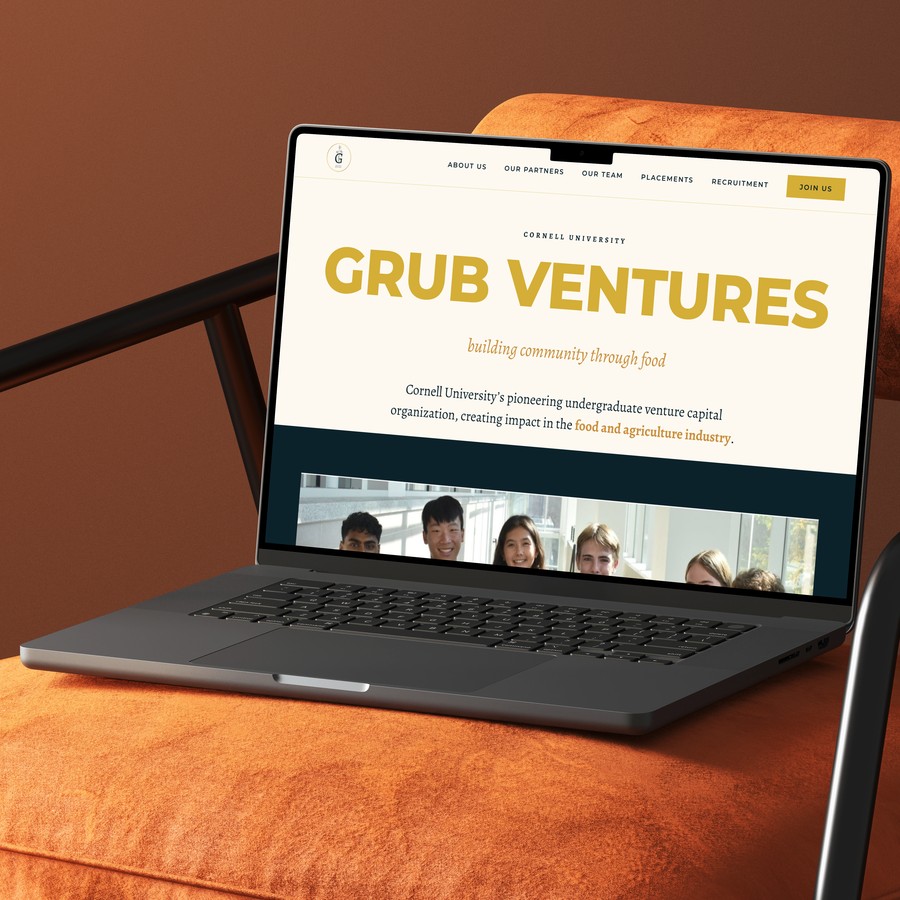 G
ABOUT US
OUR PARTNERS
OUR TEAM
PLACEMENTS
RECRUITMENT
JOIN US
CORNELL UNIVERSITY
GRUB VENTURES
building community through food
Cornell University's pioneering undergraduate venture capital
organization, creating impact in the food and agriculture industry.